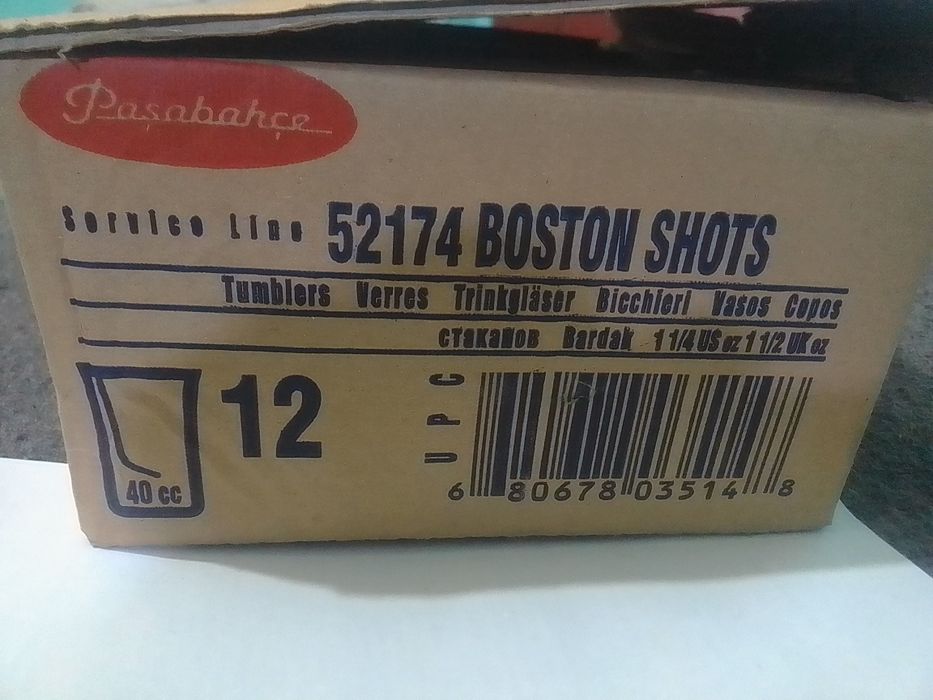 Paşabahçe
Service Line 52174 BOSTON SHOTS
Tumblers Verres Trinkgläser Bicchieri Vasos Copos
стаканов Bardak 1 1/4 US oz 1 1/2 UK oz
12
40 cc
UPC
6 80678 03514 8